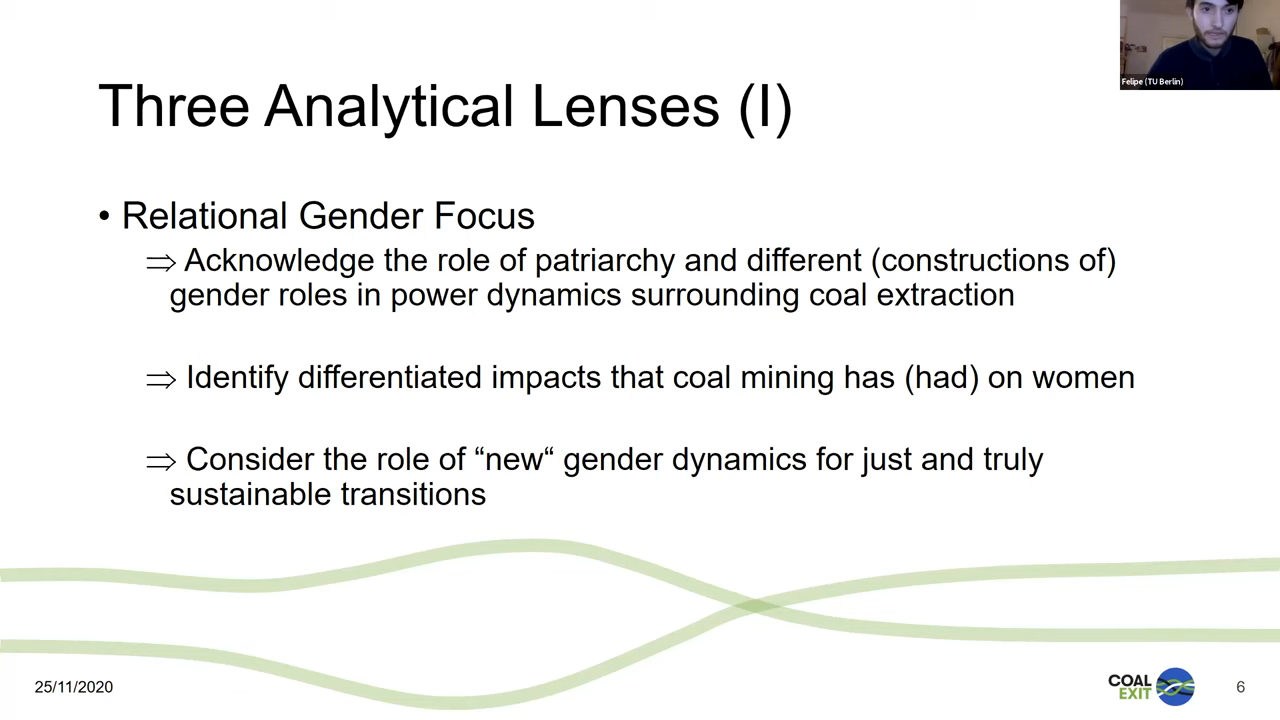 Felipe (TU Berlin)
Three Analytical Lenses (I)
• Relational Gender Focus
⇒ Acknowledge the role of patriarchy and different (constructions of)
gender roles in power dynamics surrounding coal extraction
⇒ Identify differentiated impacts that coal mining has (had) on women
⇒ Consider the role of “new“ gender dynamics for just and truly
sustainable transitions
25/11/2020
COAL
EXIT
6